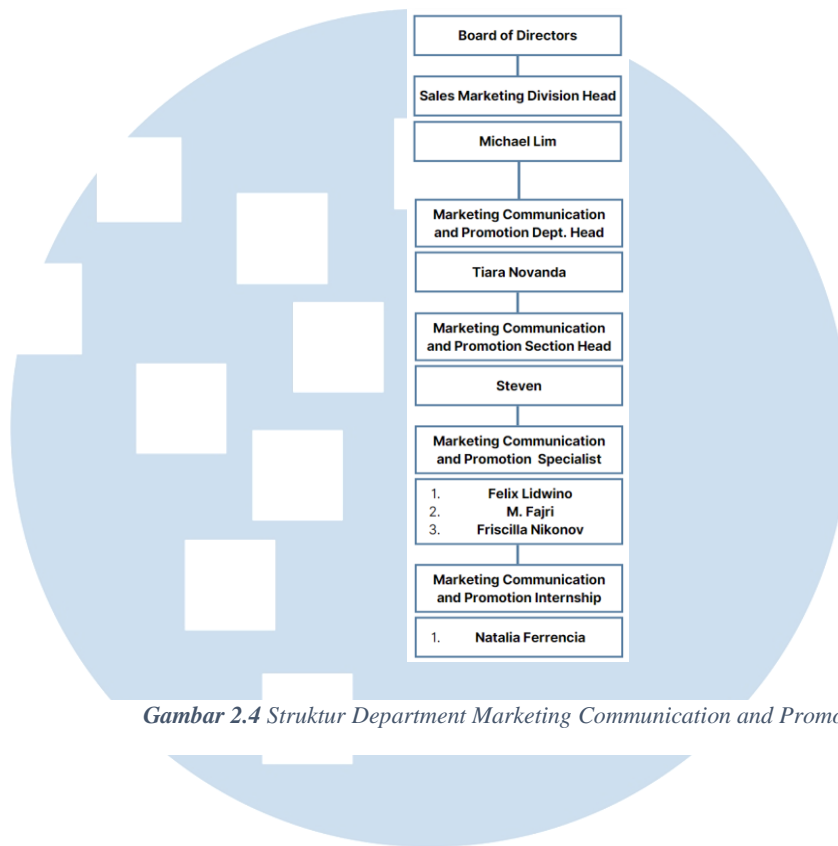 Board of Directors
Sales Marketing Division Head
Michael Lim
Marketing Communication
and Promotion Dept. Head
Tiara Novanda
Marketing Communication
and Promotion Section Head
Steven
Marketing Communication
and Promotion Specialist
1. Felix Lidwino
2. M. Fajri
3. Friscilla Nikonov
Marketing Communication
and Promotion Internship
1. Natalia Ferrencia
Gambar 2.4 Struktur Department Marketing Communication and Promo